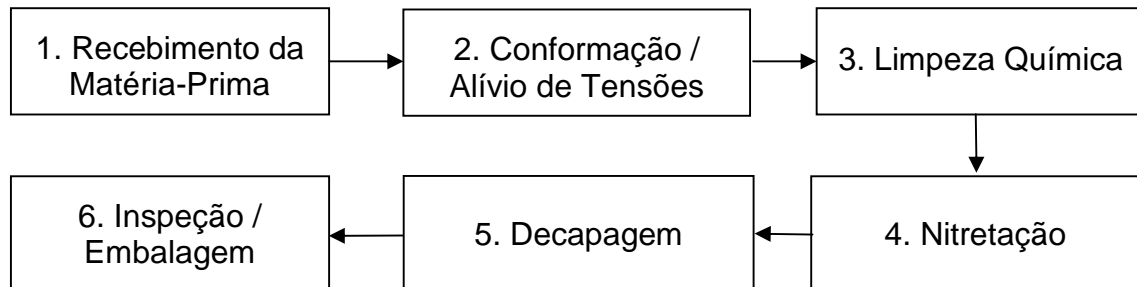 1. Recebimento da
Matéria-Prima
2. Conformação /
Alívio de Tensões
3. Limpeza Química
4. Nitretação
5. Decapagem
6. Inspeção /
Embalagem